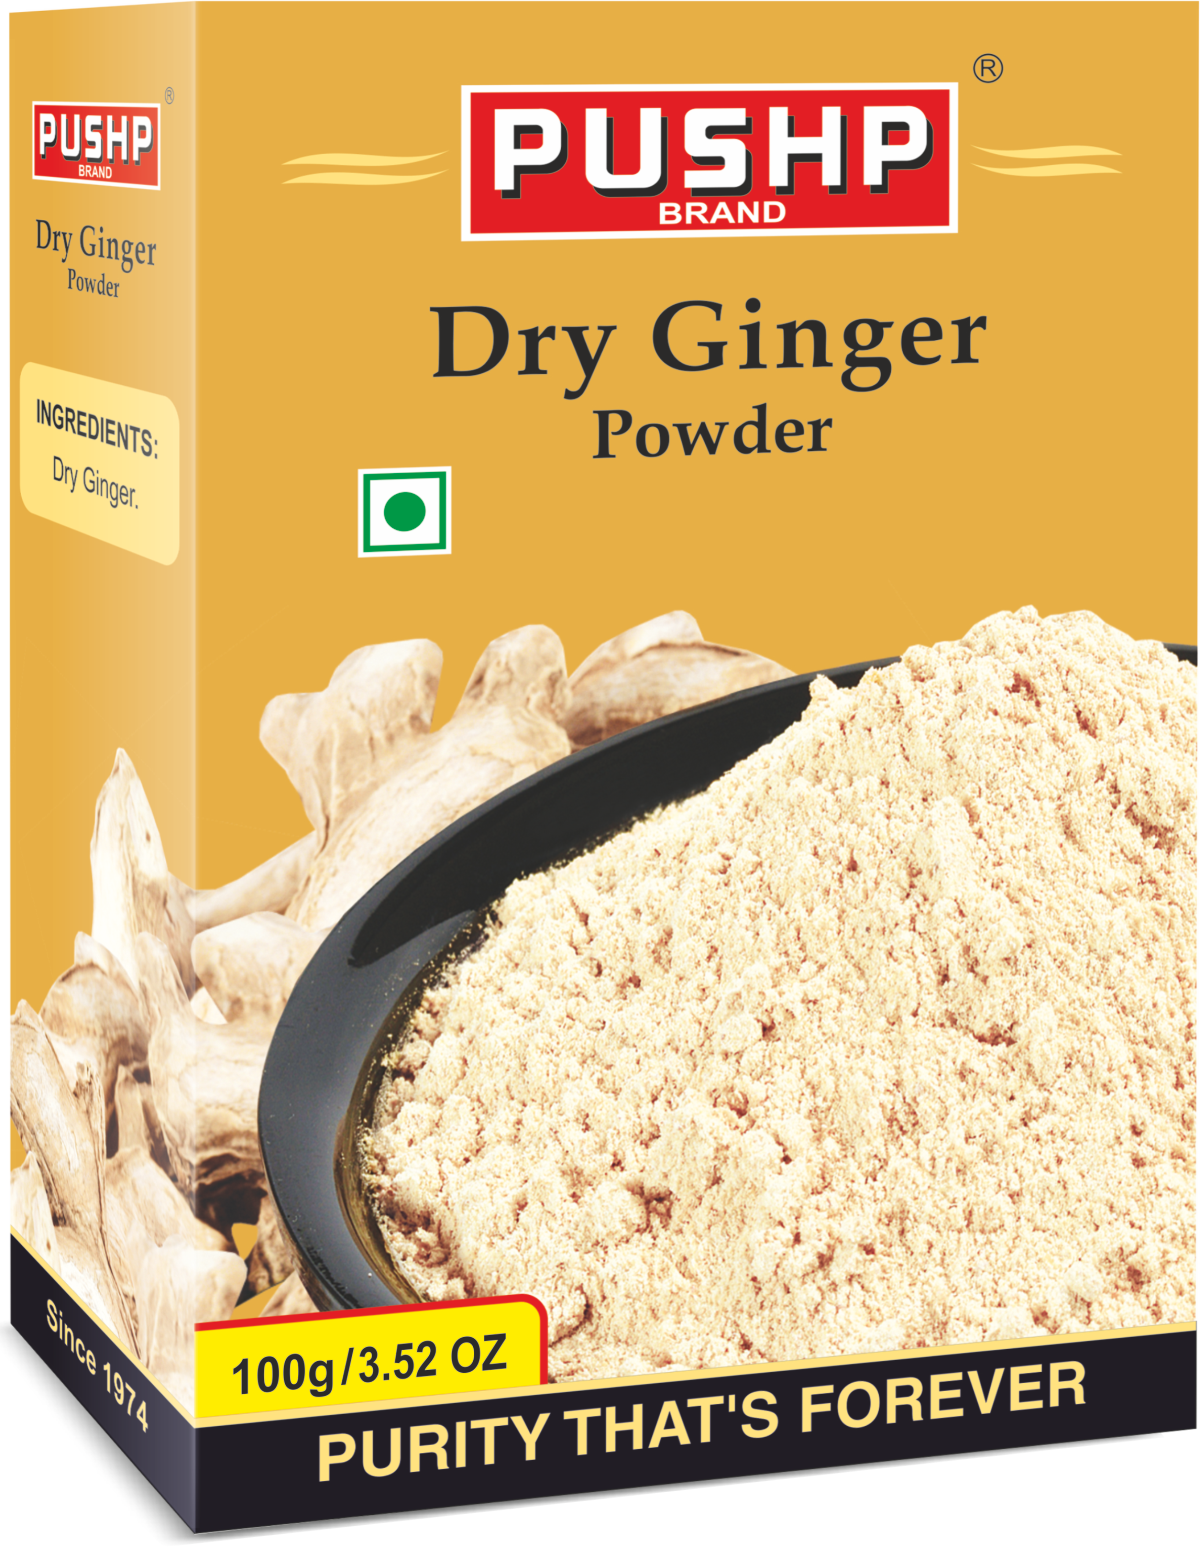 PUSHP
BRAND
®
Dry Ginger
Powder
INGREDIENTS:
Dry Ginger.
Since 1974
PUSHP
BRAND
®
Dry Ginger
Powder
100g/3.52 OZ
PURITY THAT'S FOREVER